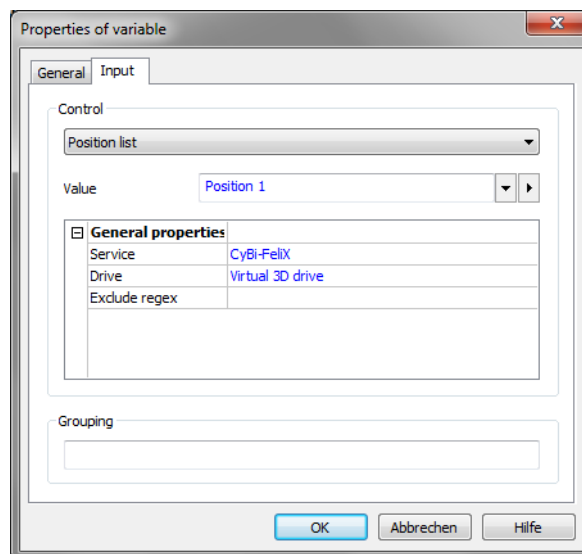 Properties of variable
General Input
Control
Position list
Value Position 1
General properties
Service CyBi-FeliX
Drive Virtual 3D drive
Exclude regex
Grouping
OK Abbrechen Hilfe